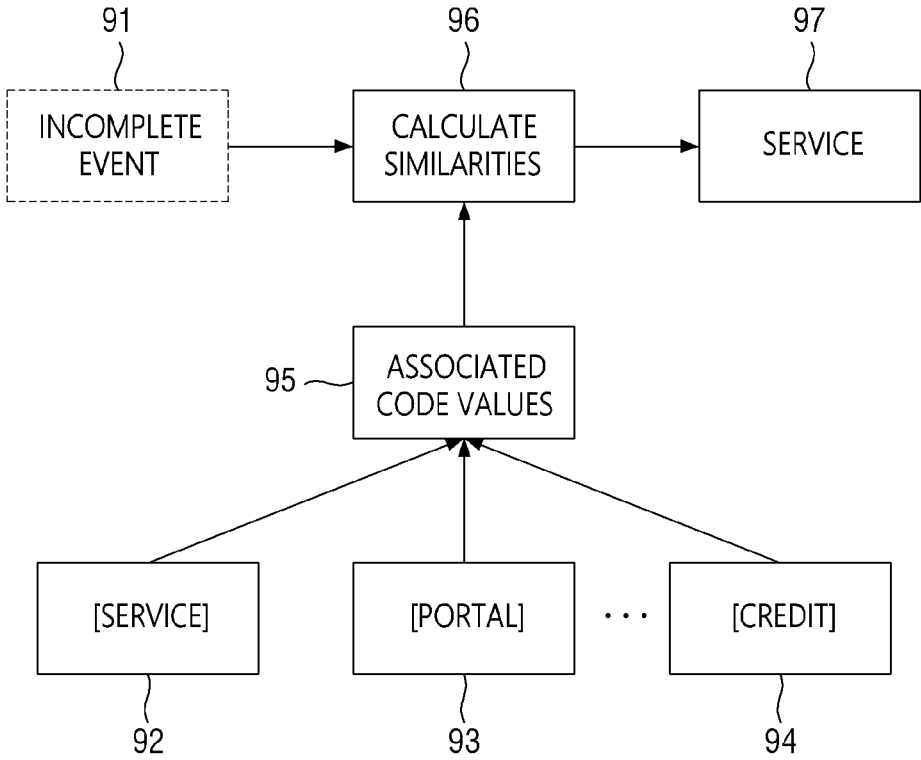 91
96
97
INCOMPLETE
EVENT
CALCULATE
SIMILARITIES
SERVICE
95
ASSOCIATED
CODE VALUES
[SERVICE]
[PORTAL]
...
[CREDIT]
92
93
94